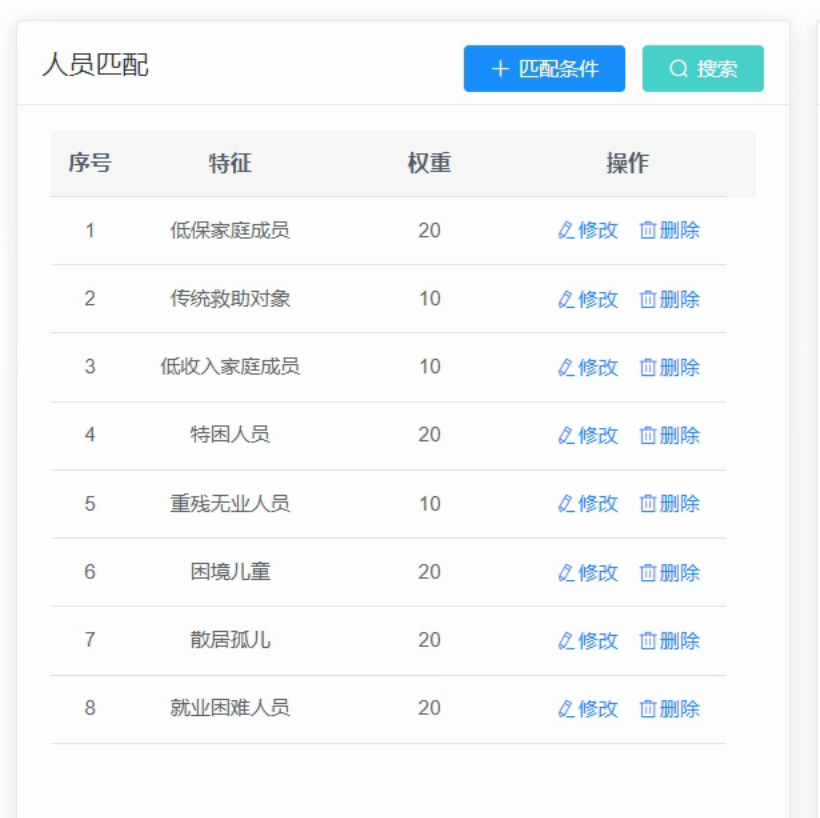 人员匹配
匹配条件 搜索
序号 特征 权重 操作
1 低保家庭成员 20 修改 删除
2 传统救助对象 10 修改 删除
3 低收入家庭成员 10 修改 删除
4 特困人员 20 修改 删除
5 重残无业人员 10 修改 删除
6 困境儿童 20 修改 删除
7 散居孤儿 20 修改 删除
8 就业困难人员 20 修改 删除